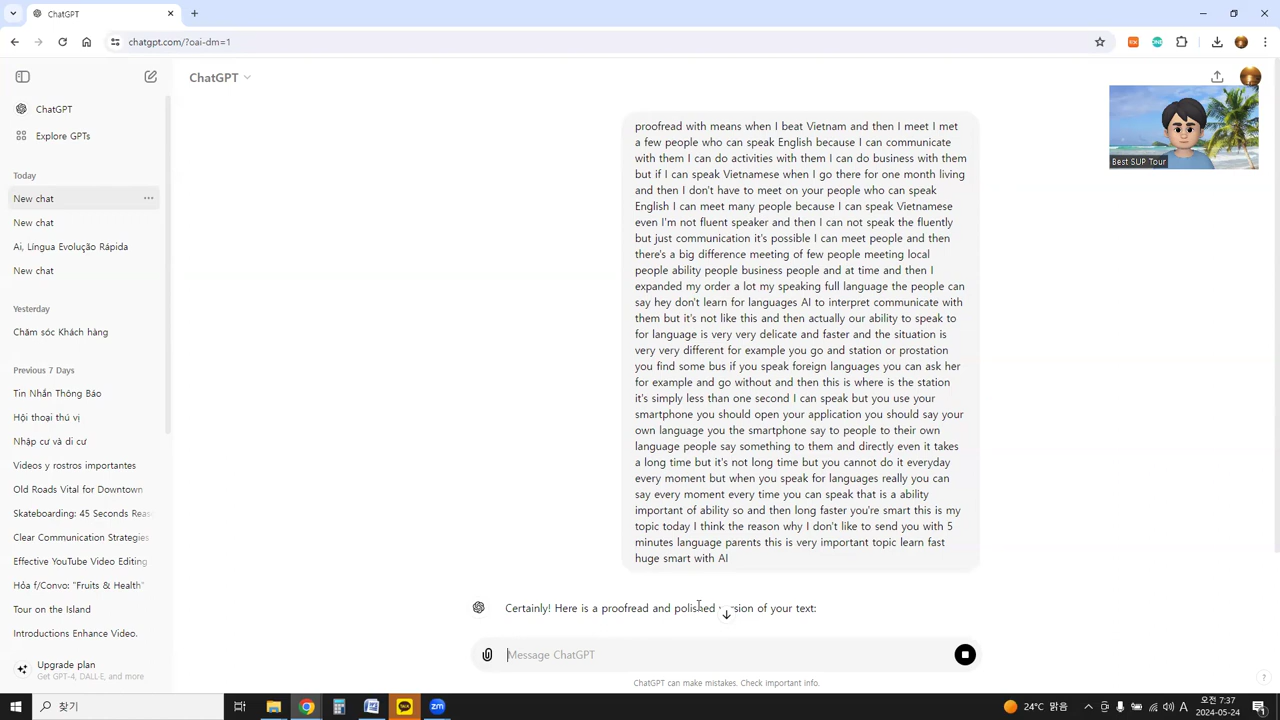 ChatGPT
chatgpt.com/?oai-dm=1
ChatGPT
ChatGPT
Explore GPTs
Today
New chat
New chat
Ai, Língua Evolução Rápida
New chat
Yesterday
Chăm sóc Khách hàng
Previous 7 Days
Tin Nhắn Thông Báo
Hội thoại thú vị
Nhập cư và di cư
Videos y rostros importantes
Old Roads Vital for Downtown
Skateboarding: 45 Seconds Reas
Clear Communication Strategies
Effective YouTube Video Editing
Hỏa f/Convo: "Fruits & Health"
Tour on the Island
Introductions Enhance Video.
Upgrade plan
Get GPT-4, DALL·E, and more
proofread with means when I beat Vietnam and then I meet I met
a few people who can speak English because I can communicate
with them I can do activities with them I can do business with them
but if I can speak Vietnamese when I go there for one month living
and then I don't have to meet on your people who can speak
English I can meet many people because I can speak Vietnamese
even I'm not fluent speaker and then I can not speak the fluently
but just communication it's possible I can meet people and then
there's a big difference meeting of few people meeting local
people ability people business people and at time and then I
expanded my order a lot my speaking full language the people can
say hey don't learn for languages AI to interpret communicate with
them but it's not like this and then actually our ability to speak to
for language is very very delicate and faster and the situation is
very very different for example you go and station or prostation
you find some bus if you speak foreign languages you can ask her
for example and go without and then this is where is the station
it's simply less than one second I can speak but you use your
smartphone you should open your application you should say your
own language you the smartphone say to people to their own
language people say something to them and directly even it takes
a long time but it's not long time but you cannot do it everyday
every moment but when you speak for languages really you can
say every moment every time you can speak that is a ability
important of ability so and then long faster you're smart this is my
topic today I think the reason why I don't like to send you with 5
minutes language parents this is very important topic learn fast
huge smart with AI
Best SUP Tour
Certainly! Here is a proofread and polished version of your text:
Message ChatGPT
ChatGPT can make mistakes. Check important info.
?
찾기
24°C 맑음
A
오전 7:37
2024-05-24